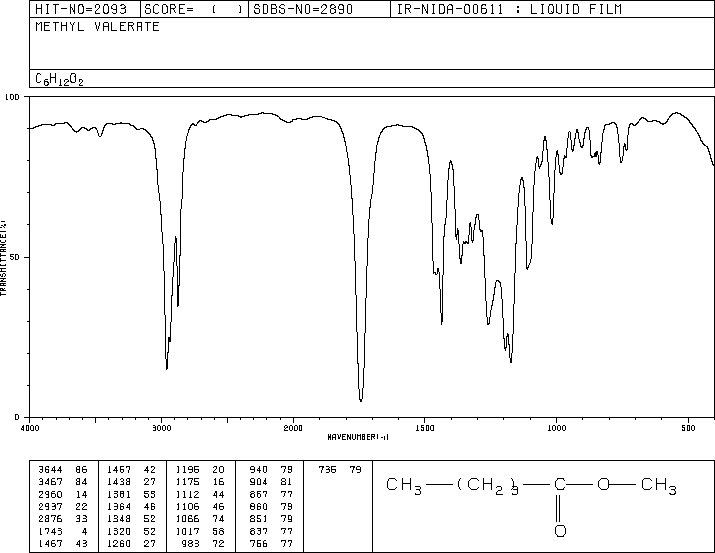 HIT-NO=2093 SCORE= ( ) SDBS-NO=2890 IR-NIDA-00611 : LIQUID FILM
METHYL VALERATE
C6H12O2
100
50
0
TRANSMITTANCE(%)
4000 3000 2000 1500 1000 500
WAVENUMBER(-1)
3644 86 1457 42 1196 20 940 79 736 79
3467 84 1438 27 1175 16 904 81
2960 14 1381 55 1112 44 867 77
2937 22 1364 46 1106 46 860 79
2876 33 1348 52 1066 74 851 79
1743 4 1320 52 1017 58 837 77
1467 43 1260 27 983 72 756 77
CH3 (CH2)3 C O CH3
O